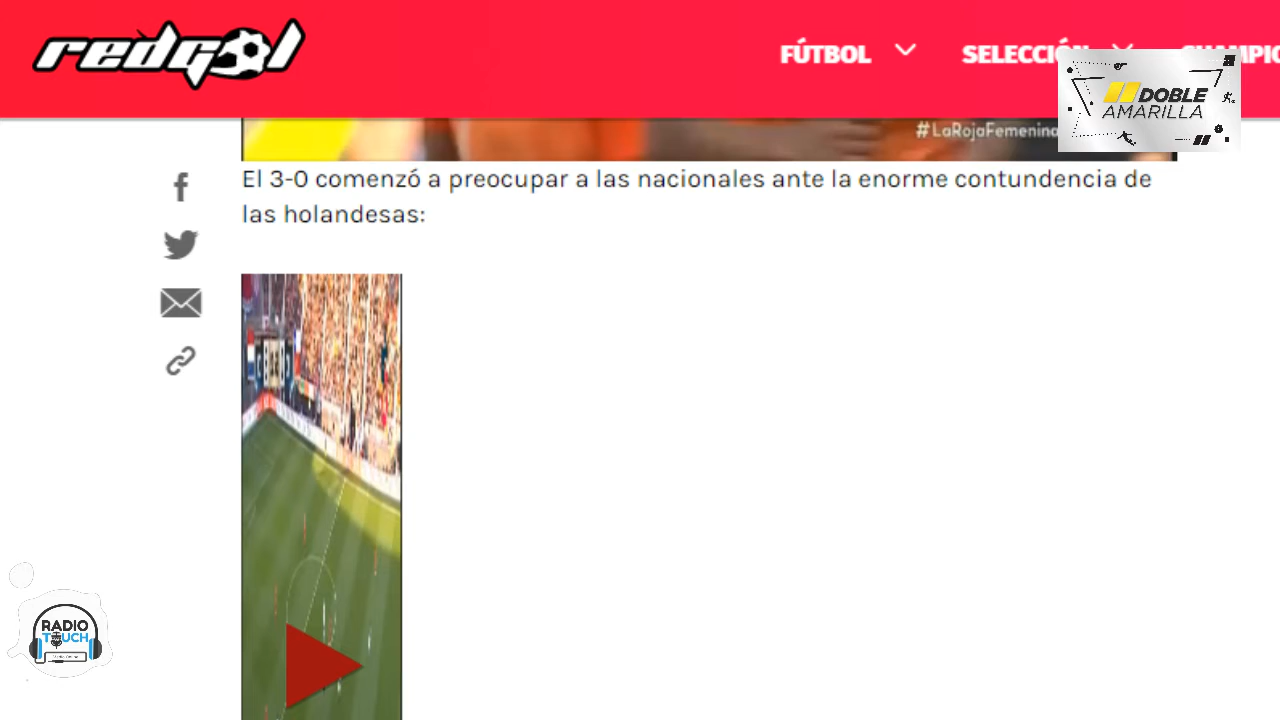 redgol
FÚTBOL
SELECCIÓN
DOBLE
AMARILLA
#LaRojaFemenina
El 3-0 comenzó a preocupar a las nacionales ante la enorme contundencia de
las holandesas:
RADIO
TOUCH